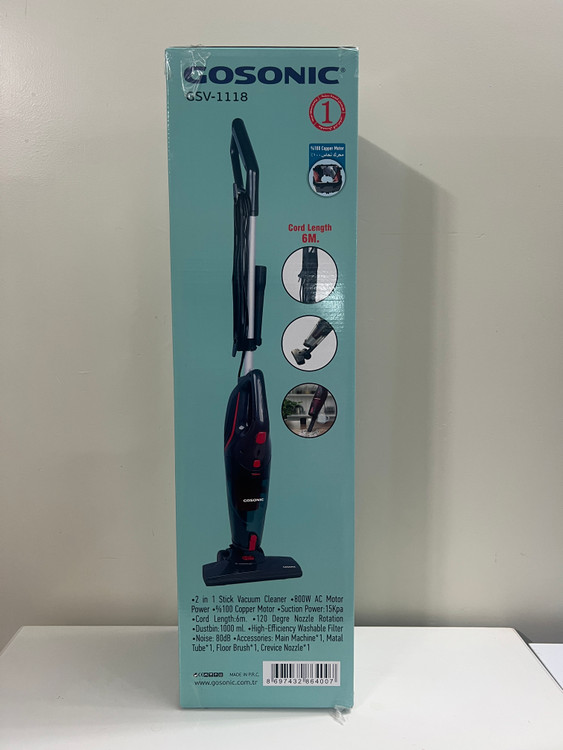 GOSONIC®
GSV-1118
1
%100 Copper Motor
Cord Length
6M.
GOSONIC
•2 in 1 Stick Vacuum Cleaner •800W AC Motor
Power •%100 Copper Motor •Suction Power:15Kpa
•Cord Length:6m. •120 Degre Nozzle Rotation
•Dustbin:1000 ml. •High-Efficiency Washable Filter
•Noise: 80dB •Accessories: Main Machine*1, Matal
Tube*1, Floor Brush*1, Crevice Nozzle*1
MADE IN P.R.C.
www.gosonic.com.tr
8 697432 864007